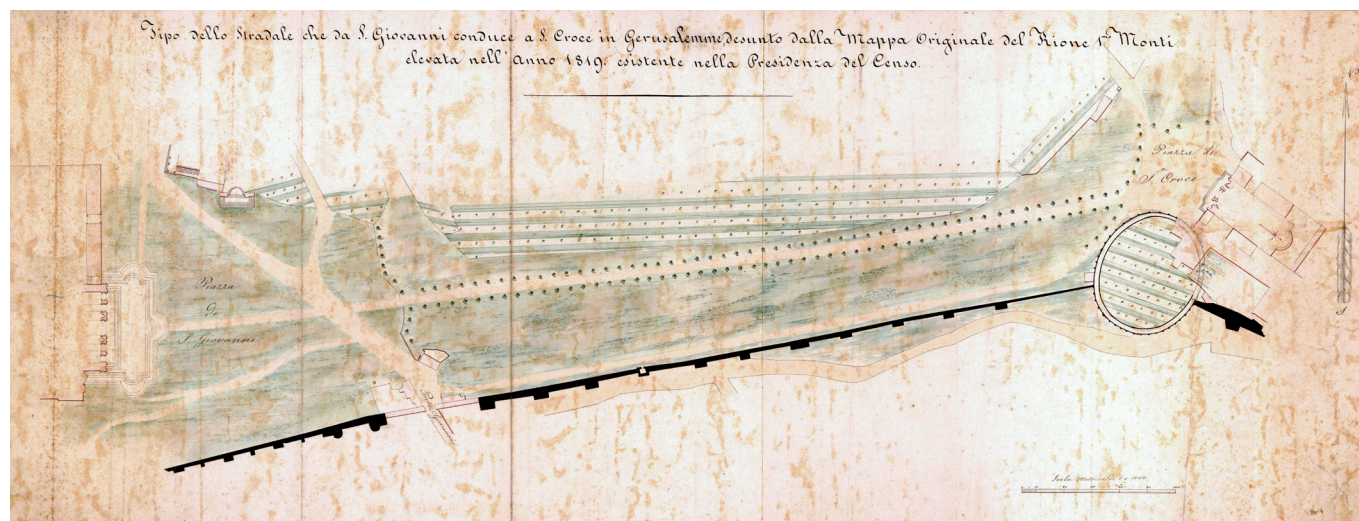 Tipo dello Stradale che da S. Giovanni conduce a S. Croce in Gerusalemme, desunto dalla Mappa Originale del Rione 1° Monti
elevata nell'Anno 1819. esistente nella Presidenza del Censo.
N
Piazza di
S. Croce
Piazza
di
S. Giovanni
S
Scala